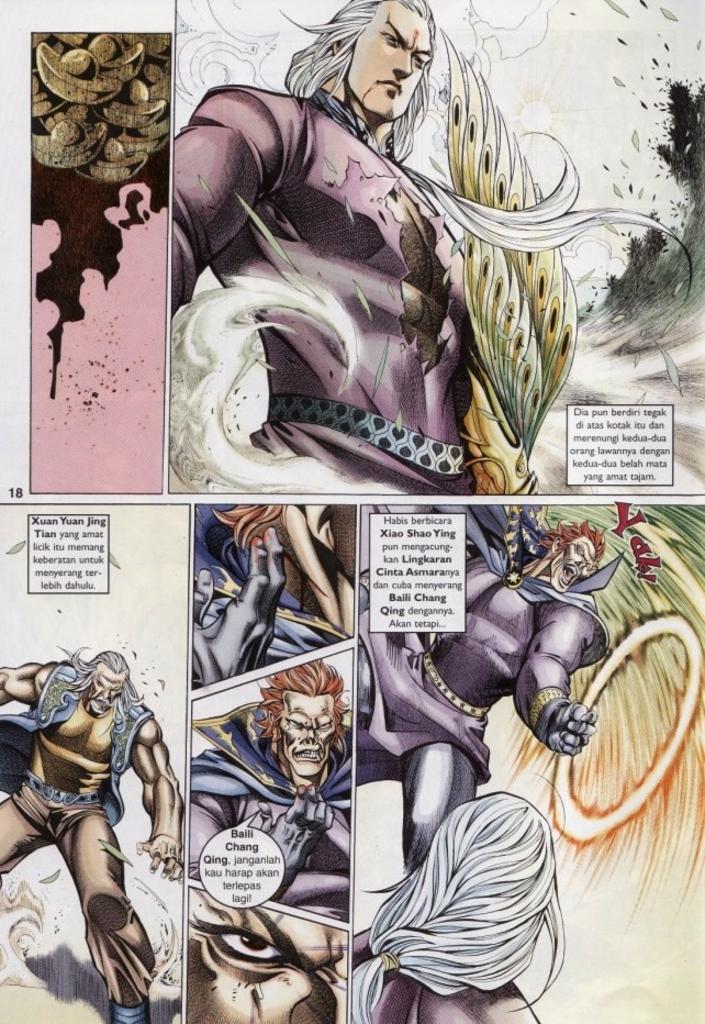 Dia pun berdiri tegak
di atas kotak itu dan
merenungi kedua-dua
orang lawannya dengan
kedua-dua belah mata
yang amat tajam.
18
Xuan Yuan Jing
Tian yang amat
licik itu memang
keberatan untuk
menyerang ter-
lebih dahulu.
Baili
Chang
Qing, janganlah
kau harap akan
terlepas
lagi!
Habis berbicara
Xiao Shao Ying
pun mengacung-
kan Lingkaran
Cinta Asmaranya
dan cuba menyerang
Baili Chang
Qing dengannya.
Akan tetapi...
Yak!